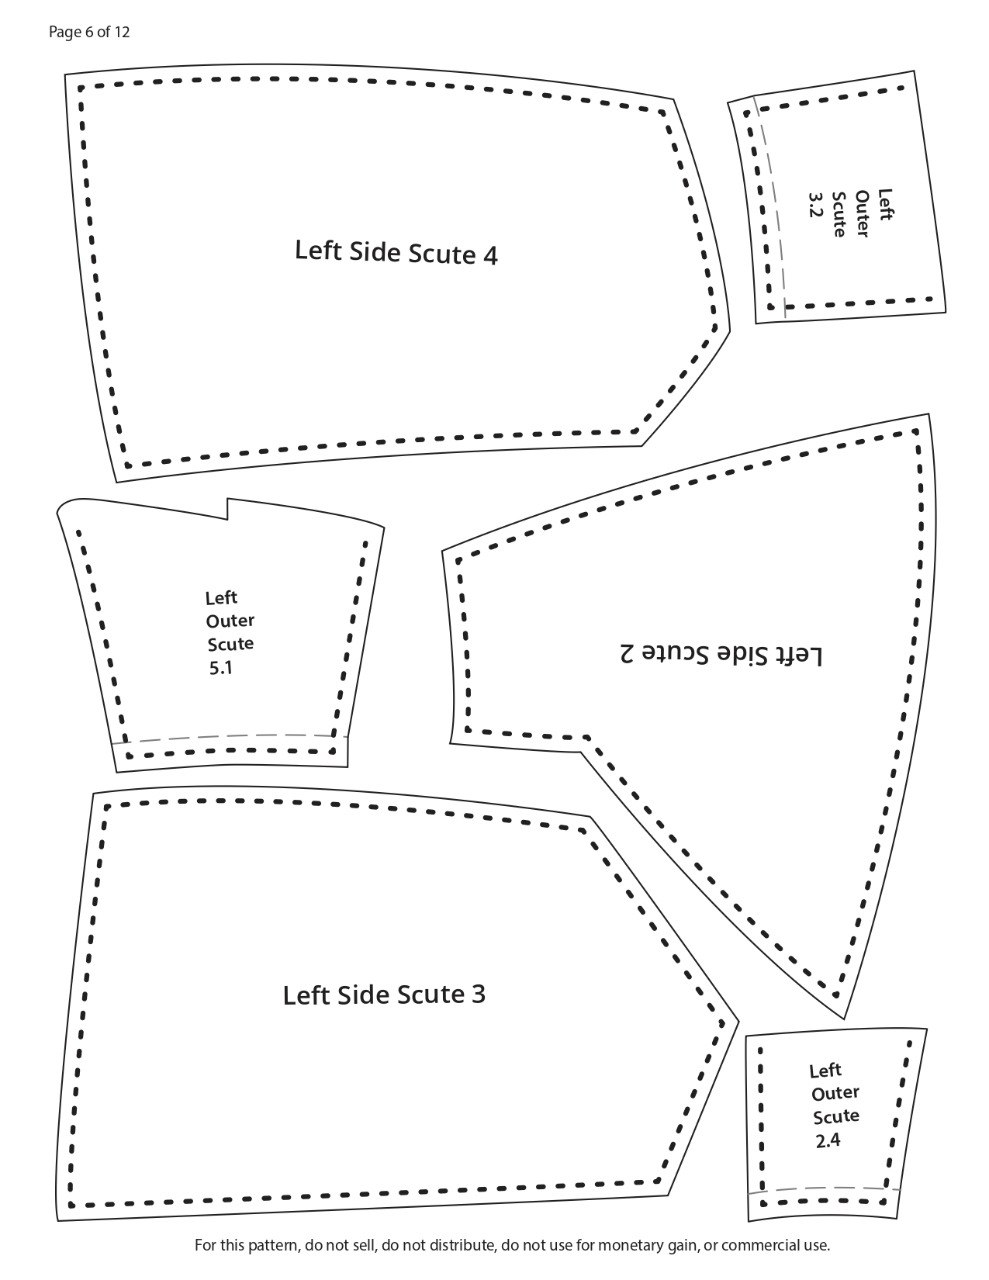 Page 6 of 12
Left Side Scute 4
Left
Outer
Scute
3.2
Left
Outer
Scute
5.1
Left Side Scute 2
Left Side Scute 3
Left
Outer
Scute
2.4
For this pattern, do not sell, do not distribute, do not use for monetary gain, or commercial use.